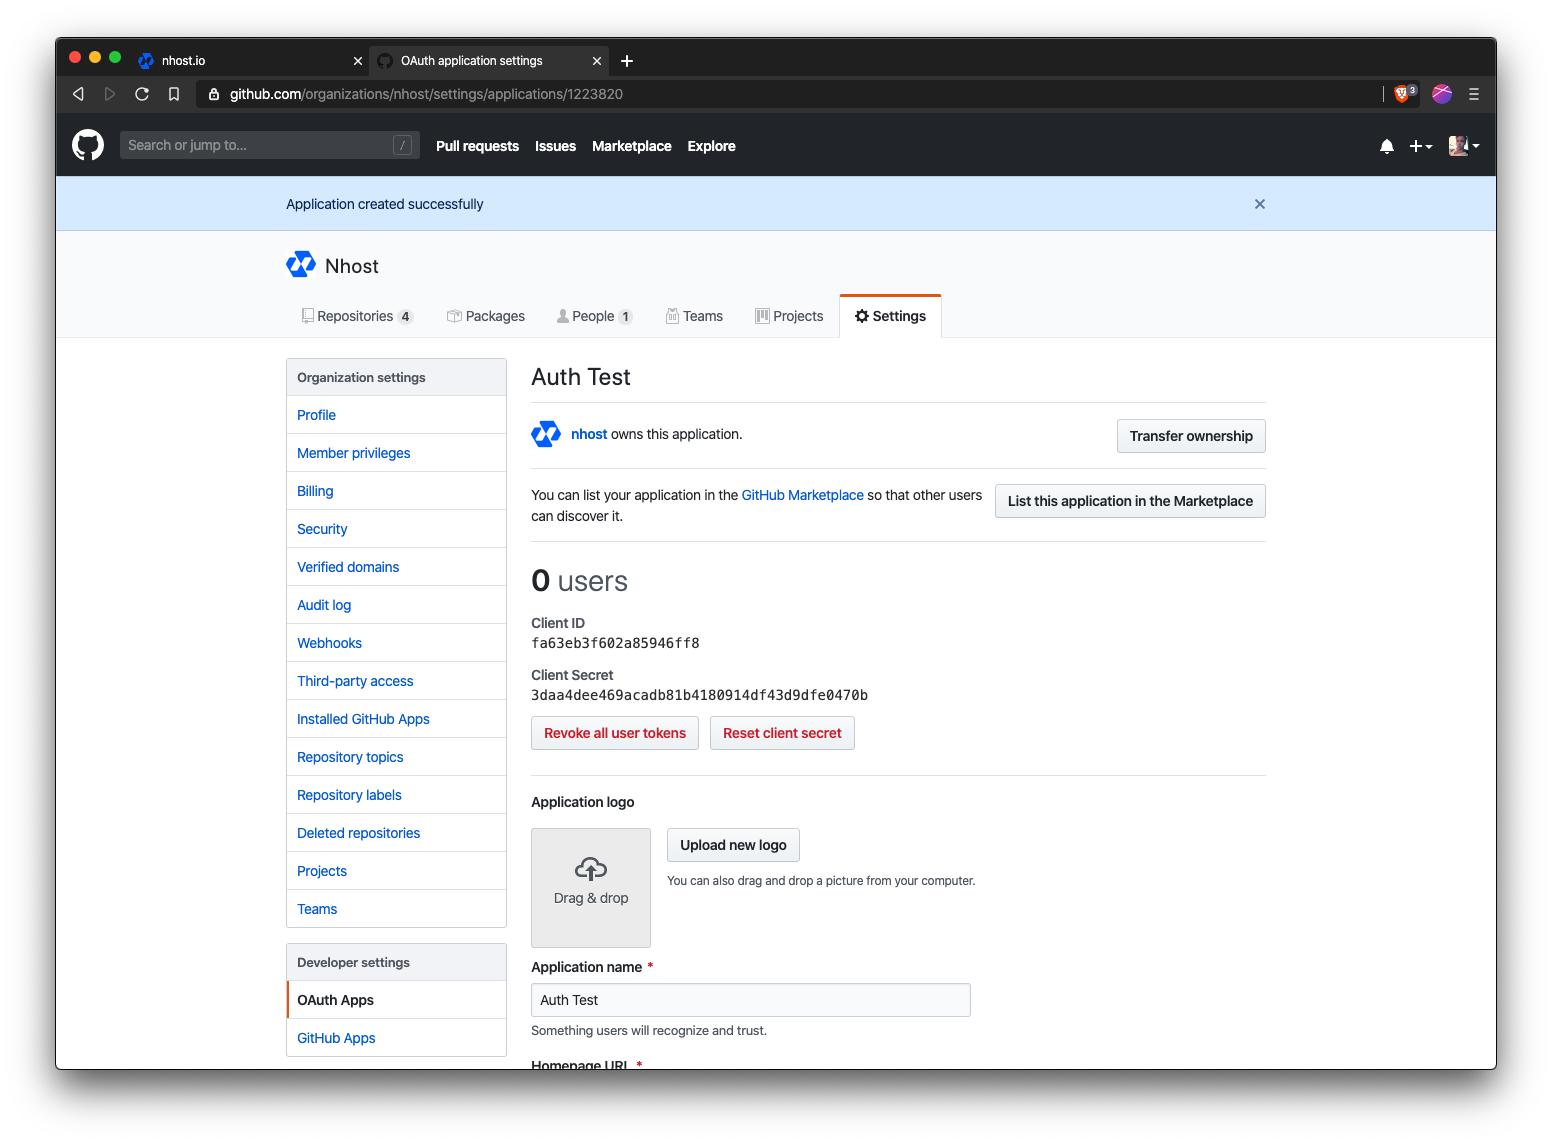 nhost.io
OAuth application settings
github.com/organizations/nhost/settings/applications/1223820
3
Search or jump to...
/
Pull requests
Issues
Marketplace
Explore
Application created successfully
Nhost
Repositories 4
Packages
People 1
Teams
Projects
Settings
Organization settings
Profile
Member privileges
Billing
Security
Verified domains
Audit log
Webhooks
Third-party access
Installed GitHub Apps
Repository topics
Repository labels
Deleted repositories
Projects
Teams
Developer settings
OAuth Apps
GitHub Apps
Auth Test
nhost owns this application.
Transfer ownership
You can list your application in the GitHub Marketplace so that other users
can discover it.
List this application in the Marketplace
0 users
Client ID
fa63eb3f602a85946ff8
Client Secret
3daa4dee469acadb81b4180914df43d9dfe0470b
Revoke all user tokens
Reset client secret
Application logo
Drag & drop
Upload new logo
You can also drag and drop a picture from your computer.
Application name *
Auth Test
Something users will recognize and trust.
Homepage URL *